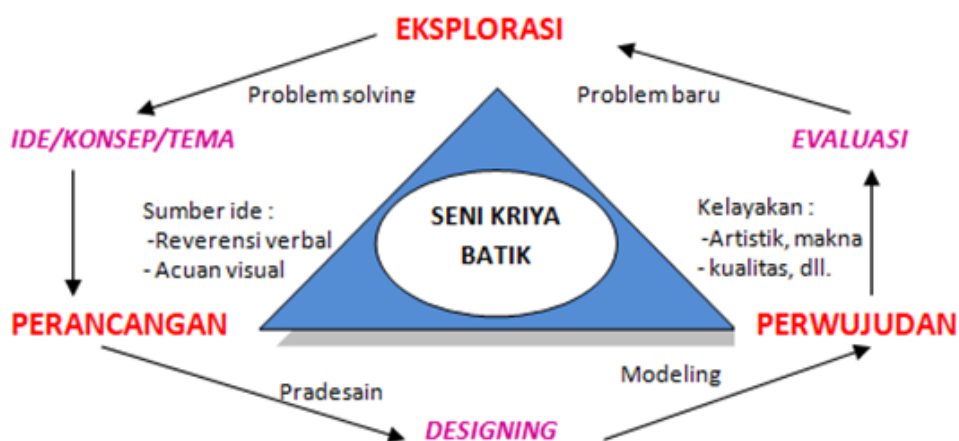 EKSPLORASI
Problem solving
Problem baru
IDE/KONSEP/TEMA
EVALUASI
Sumber ide :
-Reverensi verbal
- Acuan visual
SENI KRIYA
BATIK
Kelayakan :
-Artistik, makna
- kualitas, dll.
PERANCANGAN
PERWUJUDAN
Pradesain
Modeling
DESIGNING